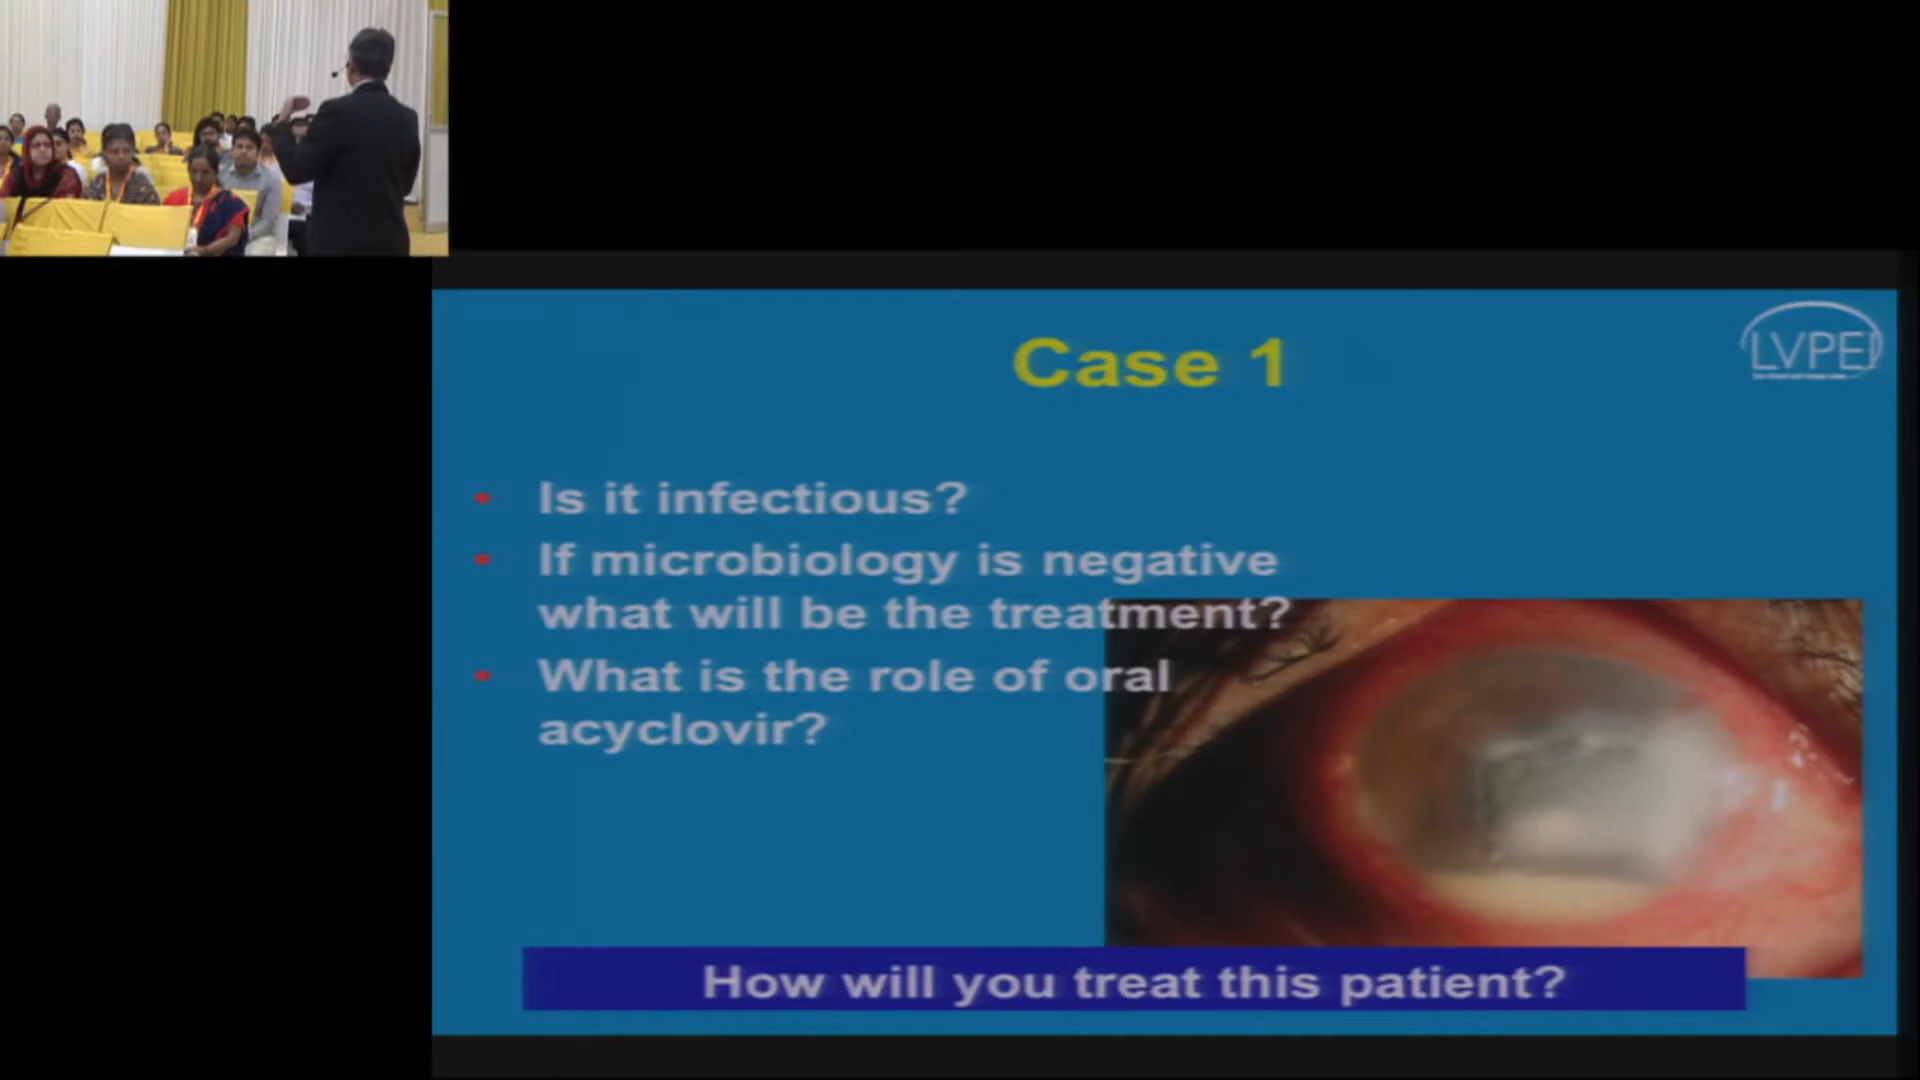 LVPEI
Case 1
Is it infectious?
If microbiology is negative
what will be the treatment?
What is the role of oral
acyclovir?
How will you treat this patient?